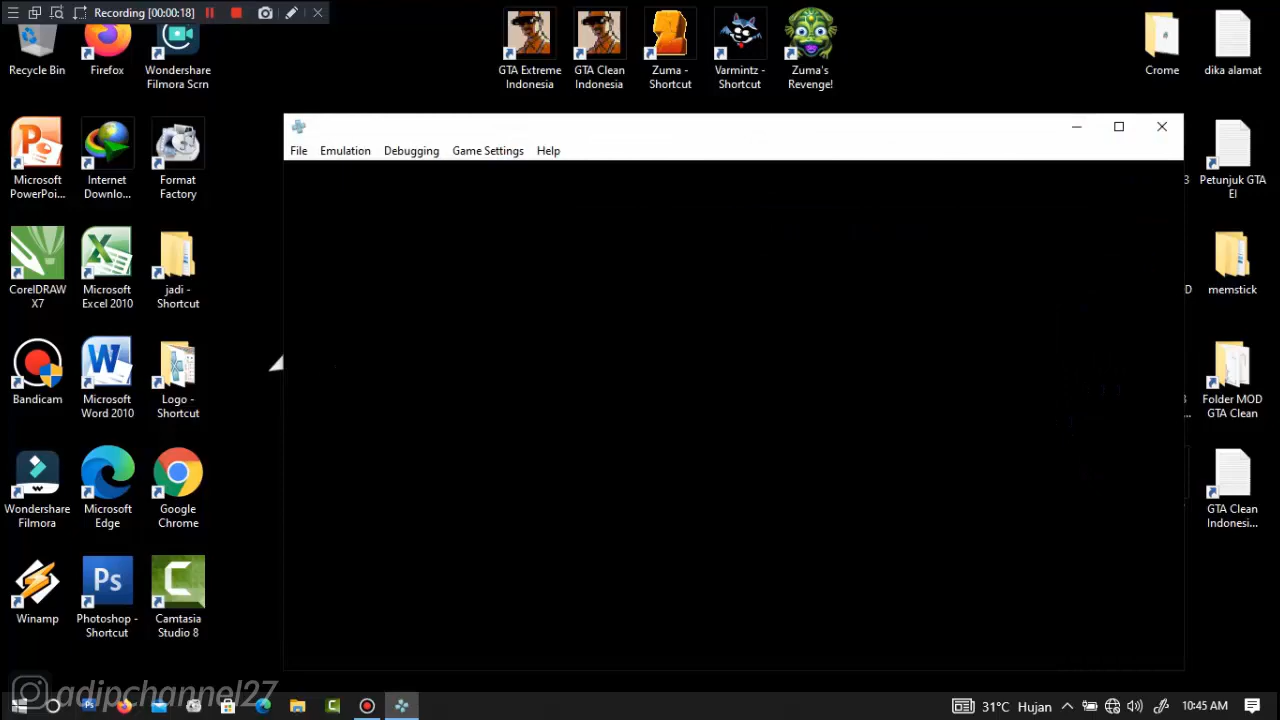 Recording [00:00:18]
Recycle Bin
Firefox
Wondershare
Filmora Scrn
GTA Extreme
Indonesia
GTA Clean
Indonesia
Zuma -
Shortcut
Varmintz -
Shortcut
Zuma's
Revenge!
Crome
dika alamat
File Emulation Debugging Game Settings Help
Microsoft
PowerPoi...
Internet
Downlo...
Format
Factory
3
Petunjuk GTA
EI
CorelDRAW
X7
Microsoft
Excel 2010
jadi -
Shortcut
D
memstick
Bandicam
Microsoft
Word 2010
Logo -
Shortcut
3
...
Folder MOD
GTA Clean
Wondershare
Filmora
Microsoft
Edge
Google
Chrome
GTA Clean
Indonesi...
Winamp
Photoshop -
Shortcut
Camtasia
Studio 8
adipchannel27
31°C Hujan
10:45 AM